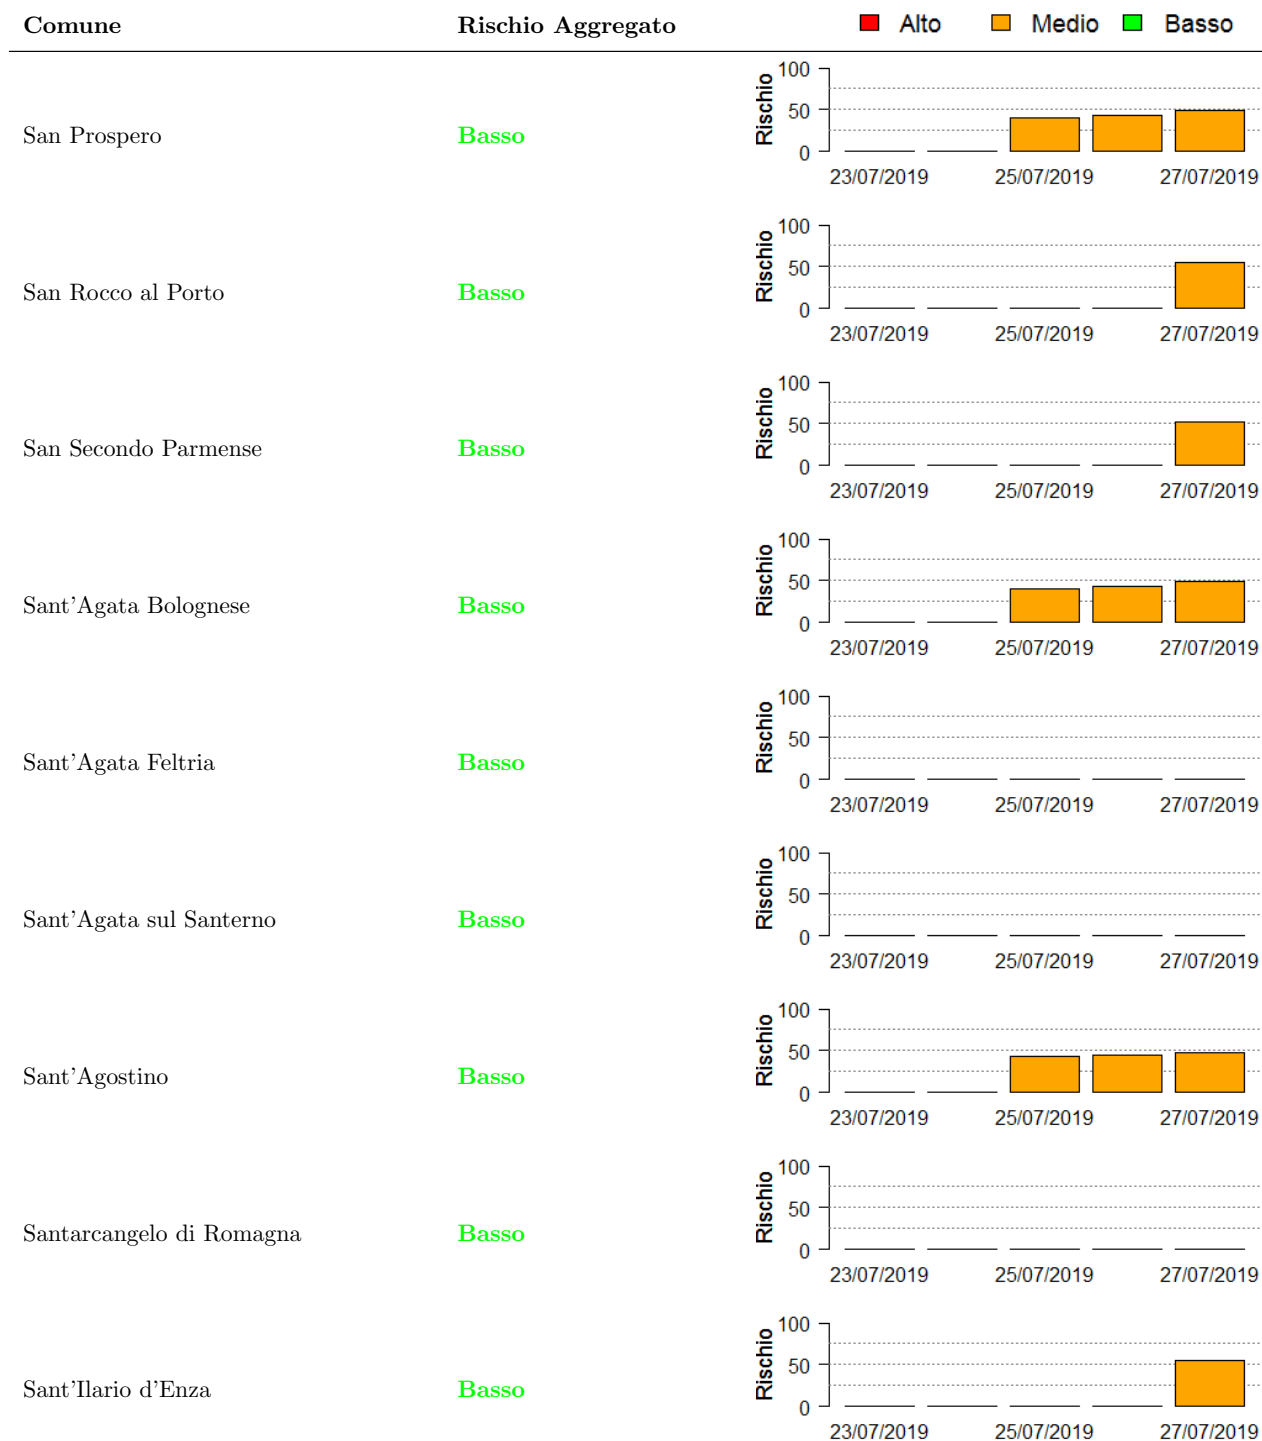 Comune Rischio Aggregato Alto Medio Basso
100
50
0
Rischio
San Prospero Basso
23/07/2019 25/07/2019 27/07/2019
100
50
0
Rischio
San Rocco al Porto Basso
23/07/2019 25/07/2019 27/07/2019
100
50
0
Rischio
San Secondo Parmense Basso
23/07/2019 25/07/2019 27/07/2019
100
50
0
Rischio
Sant'Agata Bolognese Basso
23/07/2019 25/07/2019 27/07/2019
100
50
0
Rischio
Sant'Agata Feltria Basso
23/07/2019 25/07/2019 27/07/2019
100
50
0
Rischio
Sant'Agata sul Santerno Basso
23/07/2019 25/07/2019 27/07/2019
100
50
0
Rischio
Sant'Agostino Basso
23/07/2019 25/07/2019 27/07/2019
100
50
0
Rischio
Santarcangelo di Romagna Basso
23/07/2019 25/07/2019 27/07/2019
100
50
0
Rischio
Sant'Ilario d'Enza Basso
23/07/2019 25/07/2019 27/07/2019